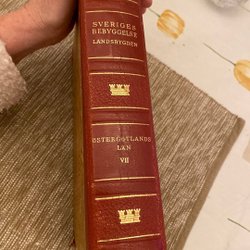 SVERIGES
BEBYGGELSE
LANDSBYGDEN
ÖSTERGÖTLANDS
LÄN
VII